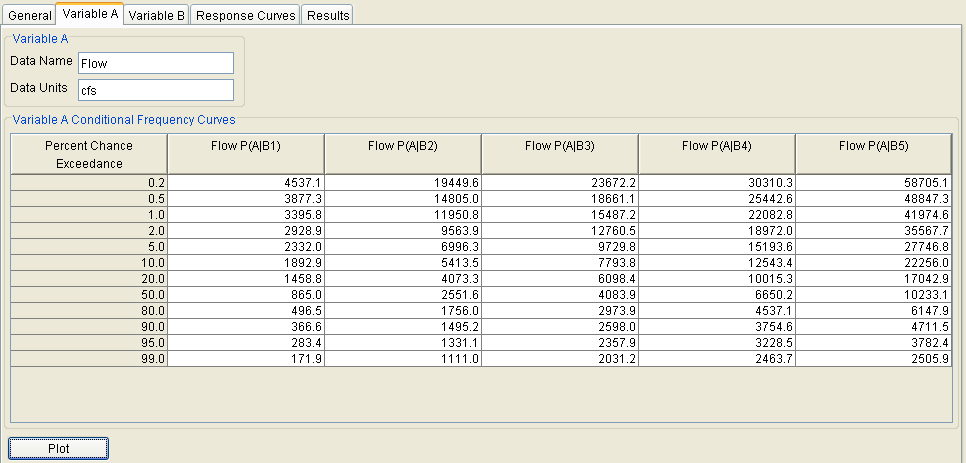 General Variable A Variable B Response Curves Results
Variable A
Data Name Flow
Data Units cfs
Variable A Conditional Frequency Curves
Percent Chance Exceedance Flow P(A|B1) Flow P(A|B2) Flow P(A|B3) Flow P(A|B4) Flow P(A|B5)
0.2 4537.1 19449.6 23672.2 30310.3 58705.1
0.5 3877.3 14805.0 18661.1 25442.6 48847.3
1.0 3395.8 11950.8 15487.2 22082.8 41974.6
2.0 2928.9 9563.9 12760.5 18972.0 35567.7
5.0 2332.0 6996.3 9729.8 15193.6 27746.8
10.0 1892.9 5413.5 7793.8 12543.4 22256.0
20.0 1458.8 4073.3 6098.4 10015.3 17042.9
50.0 865.0 2551.6 4083.9 6650.2 10233.1
80.0 496.5 1756.0 2973.9 4537.1 6147.9
90.0 366.6 1495.2 2598.0 3754.6 4711.5
95.0 283.4 1331.1 2357.9 3228.5 3782.4
99.0 171.9 1111.0 2031.2 2463.7 2505.9
Plot